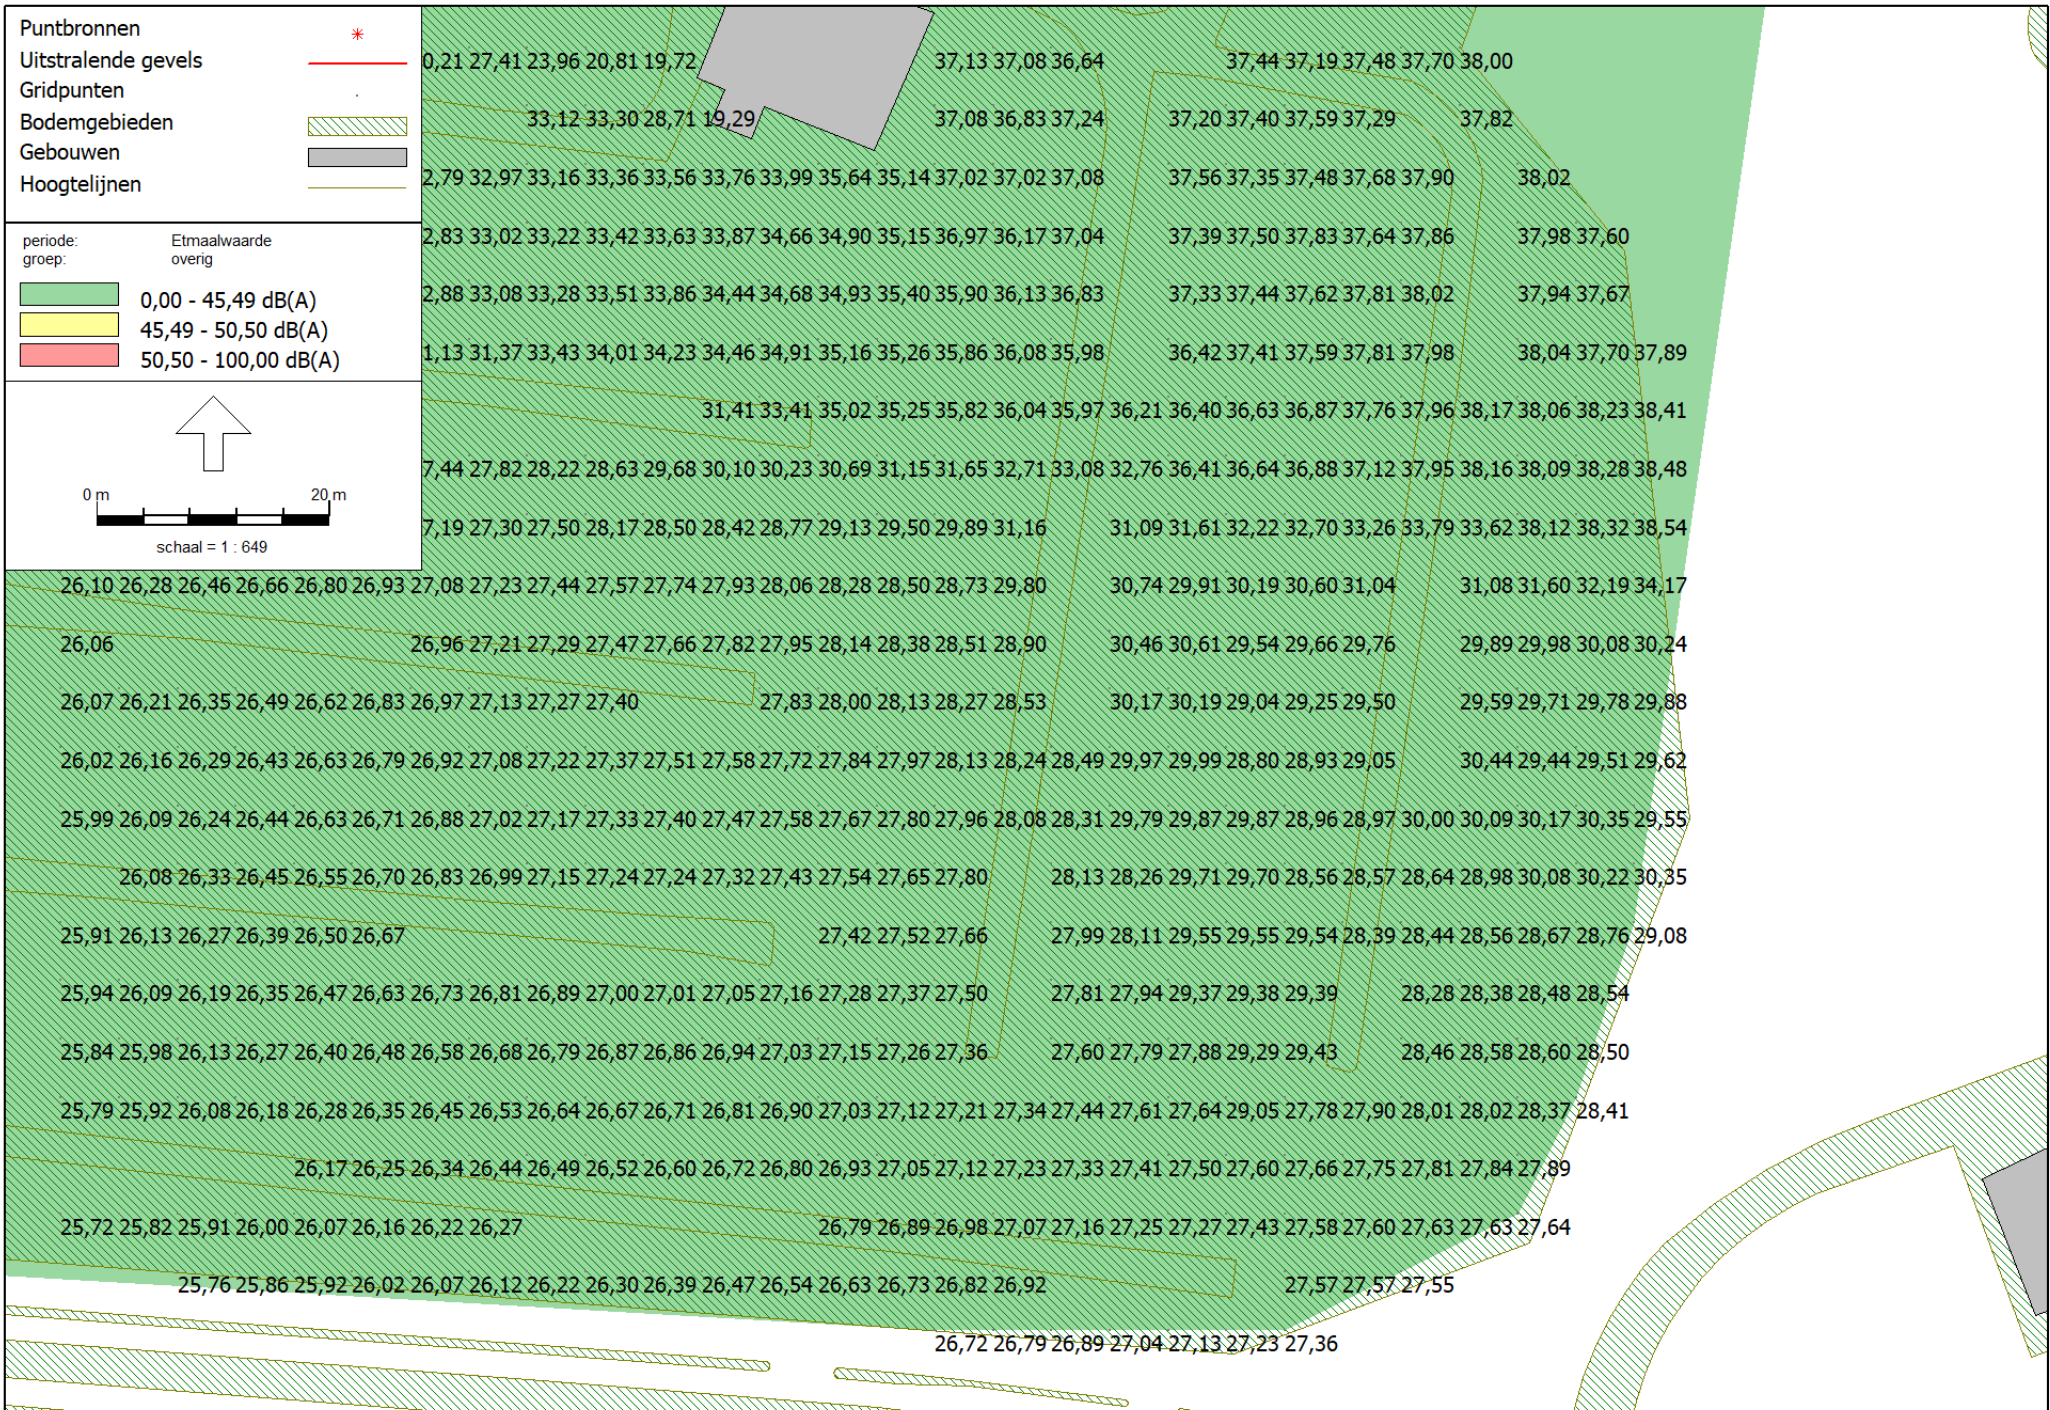 Puntbronnen
Uitstralende gevels
Gridpunten
Bodemgebieden
Gebouwen
Hoogtelijnen
periode: Etmaalwaarde
groep: overig
0,00 - 45,49 dB(A)
45,49 - 50,50 dB(A)
50,50 - 100,00 dB(A)
0 m 20 m
schaal = 1 : 649
0,21 27,41 23,96 20,81 19,72 37,13 37,08 36,64 37,44 37,19 37,48 37,70 38,00
33,12 33,30 28,71 19,29 37,08 36,83 37,24 37,20 37,40 37,59 37,29 37,82
2,79 32,97 33,16 33,36 33,56 33,76 33,99 35,64 35,14 37,02 37,02 37,08 37,56 37,35 37,48 37,68 37,90 38,02
2,83 33,02 33,22 33,42 33,63 33,87 34,66 34,90 35,15 36,97 36,17 37,04 37,39 37,50 37,83 37,64 37,86 37,98 37,60
2,88 33,08 33,28 33,51 33,86 34,44 34,68 34,93 35,40 35,90 36,13 36,83 37,33 37,44 37,62 37,81 38,02 37,94 37,67
1,13 31,37 33,43 34,01 34,23 34,46 34,91 35,16 35,26 35,86 36,08 35,98 36,42 37,41 37,59 37,81 37,98 38,04 37,70 37,89
31,41 33,41 35,02 35,25 35,82 36,04 35,97 36,21 36,40 36,63 36,87 37,76 37,96 38,17 38,06 38,23 38,41
7,44 27,82 28,22 28,63 29,68 30,10 30,23 30,69 31,15 31,65 32,71 33,08 32,76 36,41 36,64 36,88 37,12 37,95 38,16 38,09 38,28 38,48
7,19 27,30 27,50 28,17 28,50 28,42 28,77 29,13 29,50 29,89 31,16 31,09 31,61 32,22 32,70 33,26 33,79 33,62 38,12 38,32 38,54
26,10 26,28 26,46 26,66 26,80 26,93 27,08 27,23 27,44 27,57 27,74 27,93 28,06 28,28 28,50 28,73 29,80 30,74 29,91 30,19 30,60 31,04 31,08 31,60 32,19 34,17
26,06 26,96 27,21 27,29 27,47 27,66 27,82 27,95 28,14 28,38 28,51 28,90 30,46 30,61 29,54 29,66 29,76 29,89 29,98 30,08 30,24
26,07 26,21 26,35 26,49 26,62 26,83 26,97 27,13 27,27 27,40 27,83 28,00 28,13 28,27 28,53 30,17 30,19 29,04 29,25 29,50 29,59 29,71 29,78 29,88
26,02 26,16 26,29 26,43 26,63 26,79 26,92 27,08 27,22 27,37 27,51 27,58 27,72 27,84 27,97 28,13 28,24 28,49 29,97 29,99 28,80 28,93 29,05 30,44 29,44 29,51 29,62
25,99 26,09 26,24 26,44 26,63 26,71 26,88 27,02 27,17 27,33 27,40 27,47 27,58 27,67 27,80 27,96 28,08 28,31 29,79 29,87 29,87 28,96 28,97 30,00 30,09 30,17 30,35 29,55
26,08 26,33 26,45 26,55 26,70 26,83 26,99 27,15 27,24 27,24 27,32 27,43 27,54 27,65 27,80 28,13 28,26 29,71 29,70 28,56 28,57 28,64 28,98 30,08 30,22 30,35
25,91 26,13 26,27 26,39 26,50 26,67 27,42 27,52 27,66 27,99 28,11 29,55 29,55 29,54 28,39 28,44 28,56 28,67 28,76 29,08
25,94 26,09 26,19 26,35 26,47 26,63 26,73 26,81 26,89 27,00 27,01 27,05 27,16 27,28 27,37 27,50 27,81 27,94 29,37 29,38 29,39 28,28 28,38 28,48 28,54
25,84 25,98 26,13 26,27 26,40 26,48 26,58 26,68 26,79 26,87 26,86 26,94 27,03 27,15 27,26 27,36 27,60 27,79 27,88 29,29 29,43 28,46 28,58 28,60 28,50
25,79 25,92 26,08 26,18 26,28 26,35 26,45 26,53 26,64 26,67 26,71 26,81 26,90 27,03 27,12 27,21 27,34 27,44 27,61 27,64 29,05 27,78 27,90 28,01 28,02 28,37 28,41
26,17 26,25 26,34 26,44 26,49 26,52 26,60 26,72 26,80 26,93 27,05 27,12 27,23 27,33 27,41 27,50 27,60 27,66 27,75 27,81 27,84 27,89
25,72 25,82 25,91 26,00 26,07 26,16 26,22 26,27 26,79 26,89 26,98 27,07 27,16 27,25 27,27 27,43 27,58 27,60 27,63 27,63 27,64
25,76 25,86 25,92 26,02 26,07 26,12 26,22 26,30 26,39 26,47 26,54 26,63 26,73 26,82 26,92 27,57 27,57 27,55
26,72 26,79 26,89 27,04 27,13 27,23 27,36